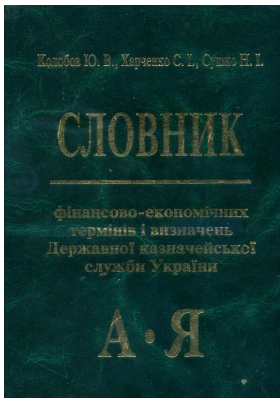 Колобов Ю. В., Харченко С. І., Сушко Н. І.
СЛОВНИК
фінансово-економічних
термінів і визначень
Державної казначейської
служби України
А • Я